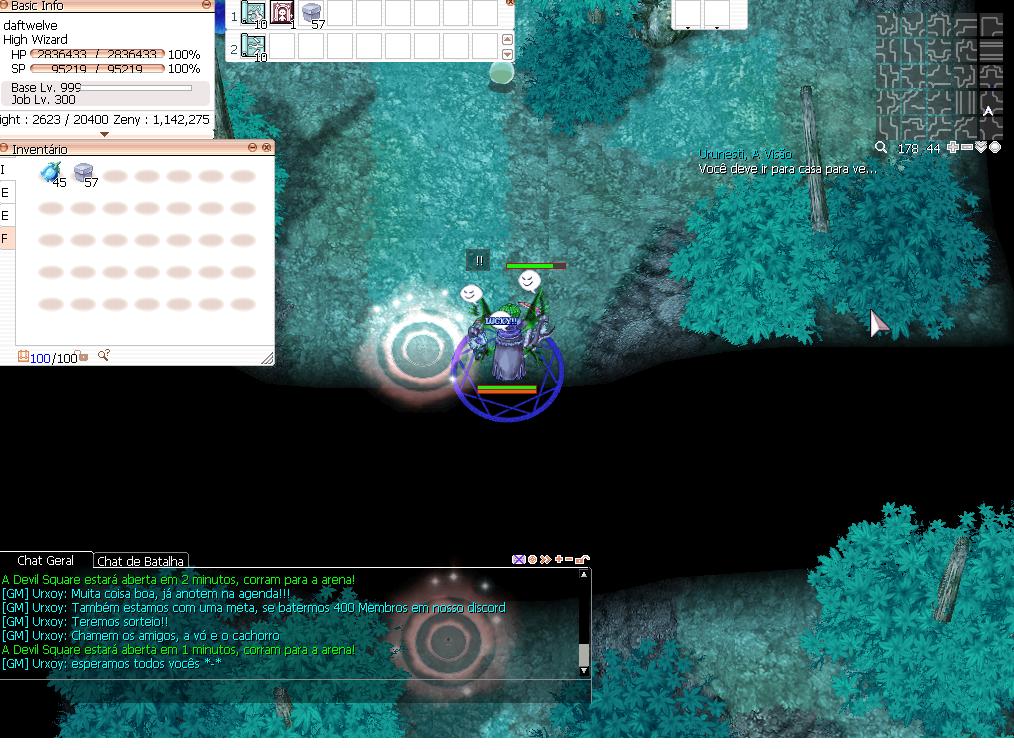 Basic Info
daftwelve
High Wizard
HP 2836433 / 2836433 100%
SP 95219 / 95219 100%
Base Lv. 999
Job Lv. 300
ight : 2623 / 20400 Zeny : 1,142,275
1 10 1 57
2 10
178 44
Inventário
I
E
E
F
45 57
100/100
Urunesti, A Visão
Você deve ir para casa para ve...
!!
LUCKY!!
Chat Geral Chat de Batalha
A Devil Square estará aberta em 2 minutos, corram para a arena!
[GM] Urxoy: Muita coisa boa, já anotem na agenda!!!
[GM] Urxoy: Também estamos com uma meta, se batermos 400 Membros em nosso discord
[GM] Urxoy: Teremos sorteio!!
[GM] Urxoy: Chamem os amigos, a vó e o cachorro
A Devil Square estará aberta em 1 minutos, corram para a arena!
[GM] Urxoy: esperamos todos vocês *-*